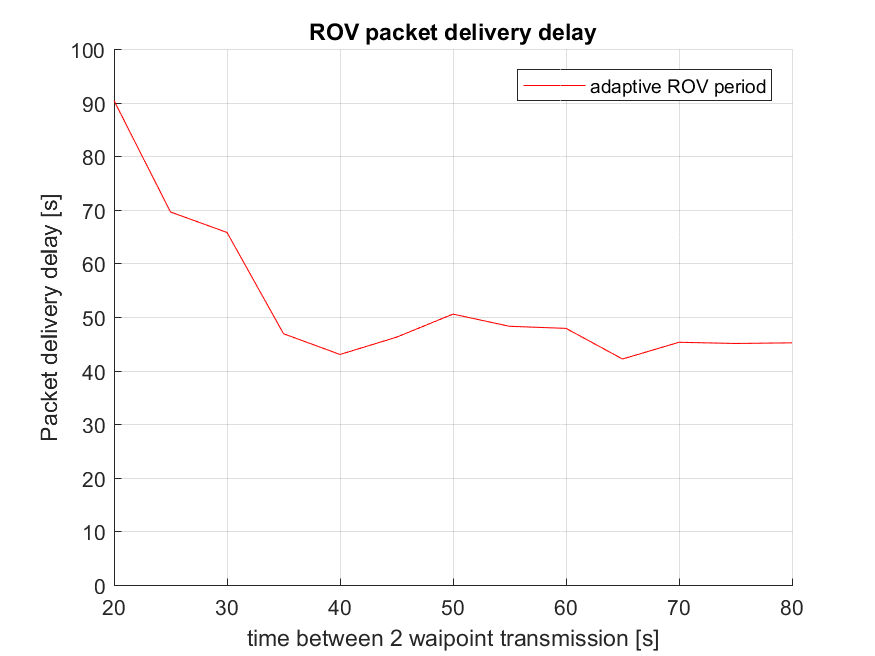 ROV packet delivery delay
adaptive ROV period
Packet delivery delay [s]
100
90
80
70
60
50
40
30
20
10
0
20 30 40 50 60 70 80
time between 2 waipoint transmission [s]